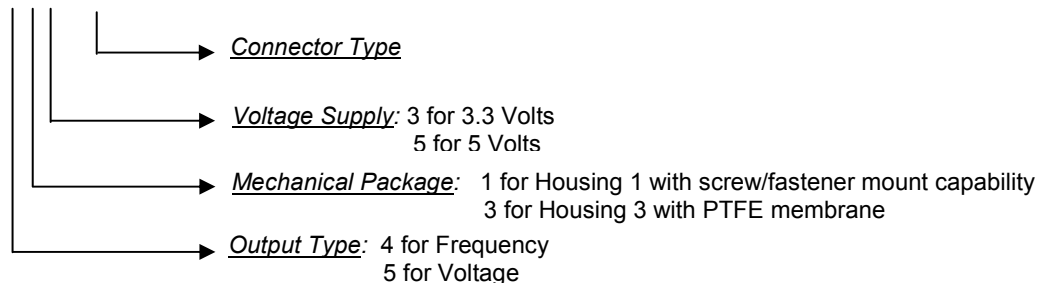 Connector Type
Voltage Supply: 3 for 3.3 Volts
5 for 5 Volts
Mechanical Package: 1 for Housing 1 with screw/fastener mount capability
3 for Housing 3 with PTFE membrane
Output Type: 4 for Frequency
5 for Voltage